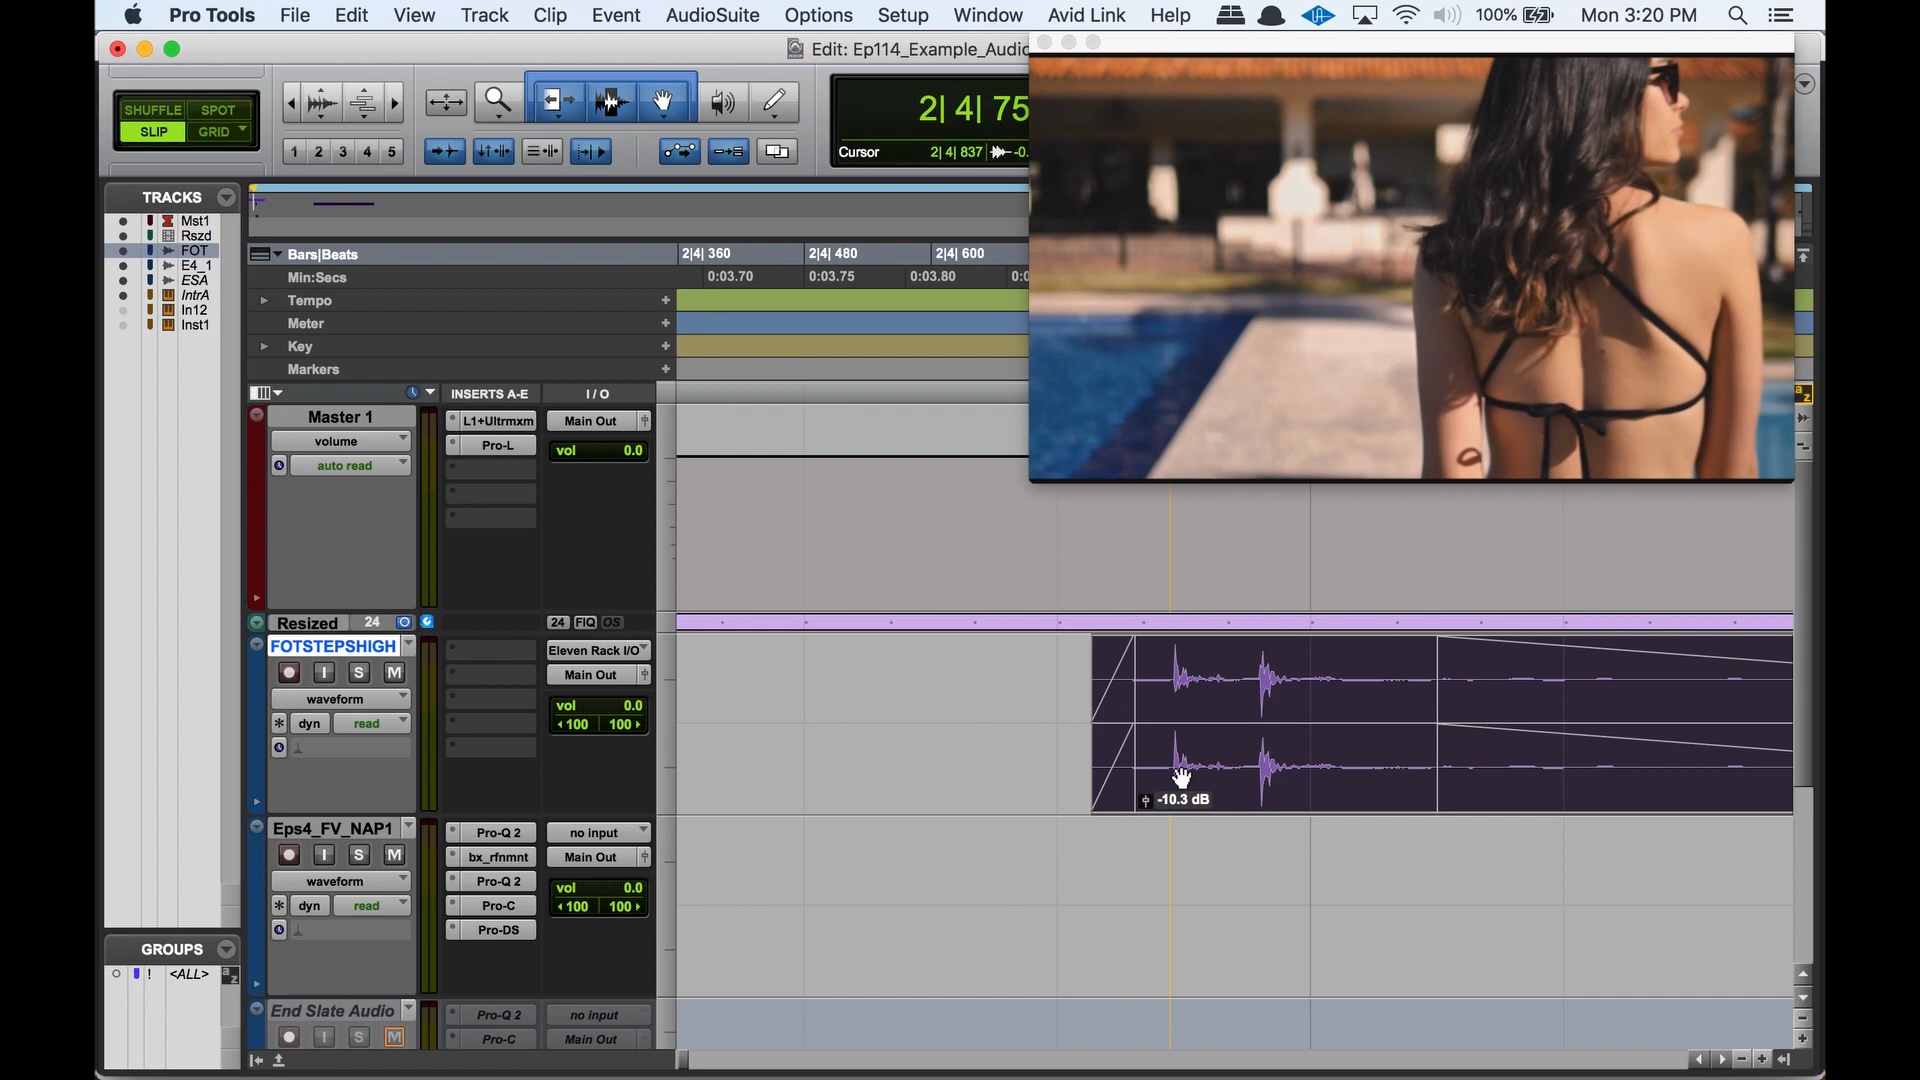 Pro Tools File Edit View Track Clip Event AudioSuite Options Setup Window Avid Link Help 100% Mon 3:20 PM
Edit: Ep114_Example_Audio
SHUFFLE SPOT
SLIP GRID
1 2 3 4 5
2| 4| 75
Cursor 2| 4| 837 -0.
TRACKS
Mst1
Rszd
FOT
E4_1
ESA
IntrA
In12
Inst1
Bars|Beats 2|4| 360 2|4| 480 2|4| 600
Min:Secs 0:03.70 0:03.75 0:03.80
Tempo
Meter
Key
Markers
INSERTS A-E I / O
Master 1 L1+Ultrmxm Main Out
volume Pro-L vol 0.0
auto read
Resized 24 24 FIQ OS
FOTSTEPSHIGH Eleven Rack I/O
I S M Main Out
waveform vol 0.0
dyn read 100 100
-10.3 dB
Eps4_FV_NAP1 Pro-Q 2 no input
I S M bx_rfnmnt Main Out
waveform Pro-Q 2 vol 0.0
dyn read Pro-C 100 100
Pro-DS
GROUPS
! <ALL> a z
End Slate Audio Pro-Q 2 no input
I S M Pro-C Main Out